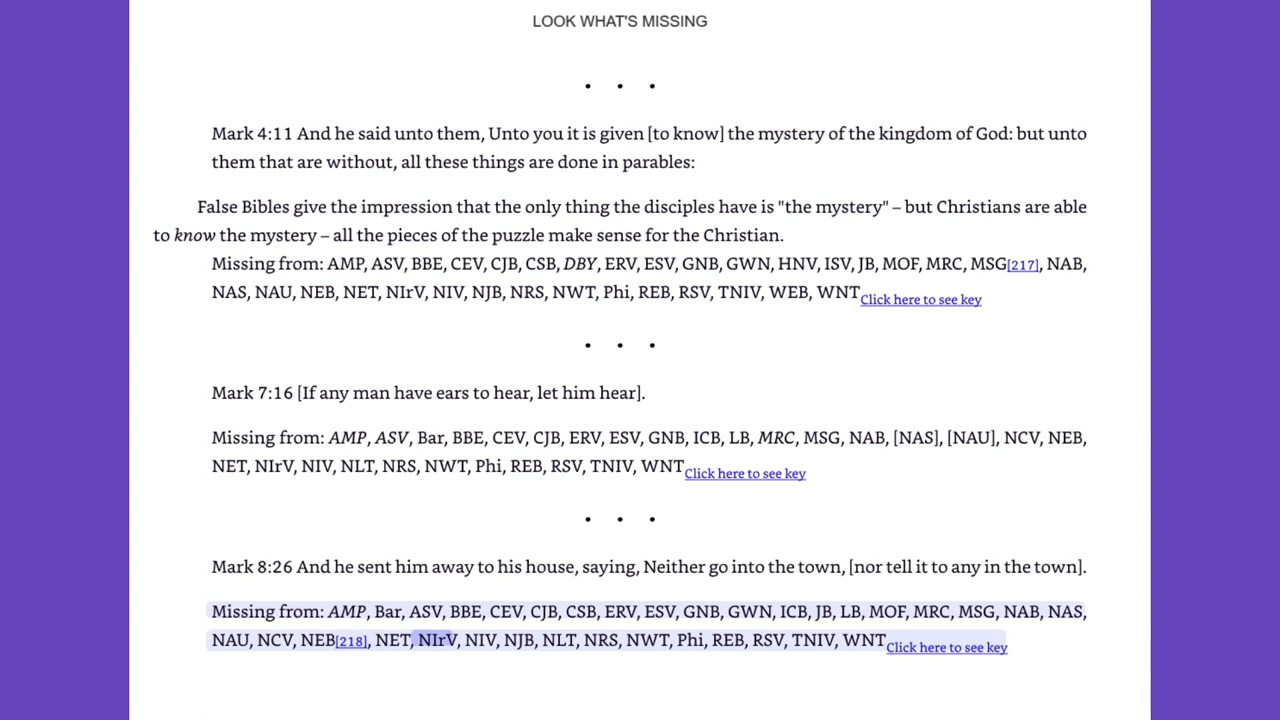 LOOK WHAT'S MISSING
• • •
Mark 4:11 And he said unto them, Unto you it is given [to know] the mystery of the kingdom of God: but unto
them that are without, all these things are done in parables:
False Bibles give the impression that the only thing the disciples have is "the mystery" – but Christians are able
to know the mystery – all the pieces of the puzzle make sense for the Christian.
Missing from: AMP, ASV, BBE, CEV, CJB, CSB, DBY, ERV, ESV, GNB, GWN, HNV, ISV, JB, MOF, MRC, MSG[217], NAB,
NAS, NAU, NEB, NET, NIrV, NIV, NJB, NRS, NWT, Phi, REB, RSV, TNIV, WEB, WNT Click here to see key
• • •
Mark 7:16 [If any man have ears to hear, let him hear].
Missing from: AMP, ASV, Bar, BBE, CEV, CJB, ERV, ESV, GNB, ICB, LB, MRC, MSG, NAB, [NAS], [NAU], NCV, NEB,
NET, NIrV, NIV, NLT, NRS, NWT, Phi, REB, RSV, TNIV, WNT Click here to see key
• • •
Mark 8:26 And he sent him away to his house, saying, Neither go into the town, [nor tell it to any in the town].
Missing from: AMP, Bar, ASV, BBE, CEV, CJB, CSB, ERV, ESV, GNB, GWN, ICB, JB, LB, MOF, MRC, MSG, NAB, NAS,
NAU, NCV, NEB[218], NET, NIrV, NIV, NJB, NLT, NRS, NWT, Phi, REB, RSV, TNIV, WNT Click here to see key